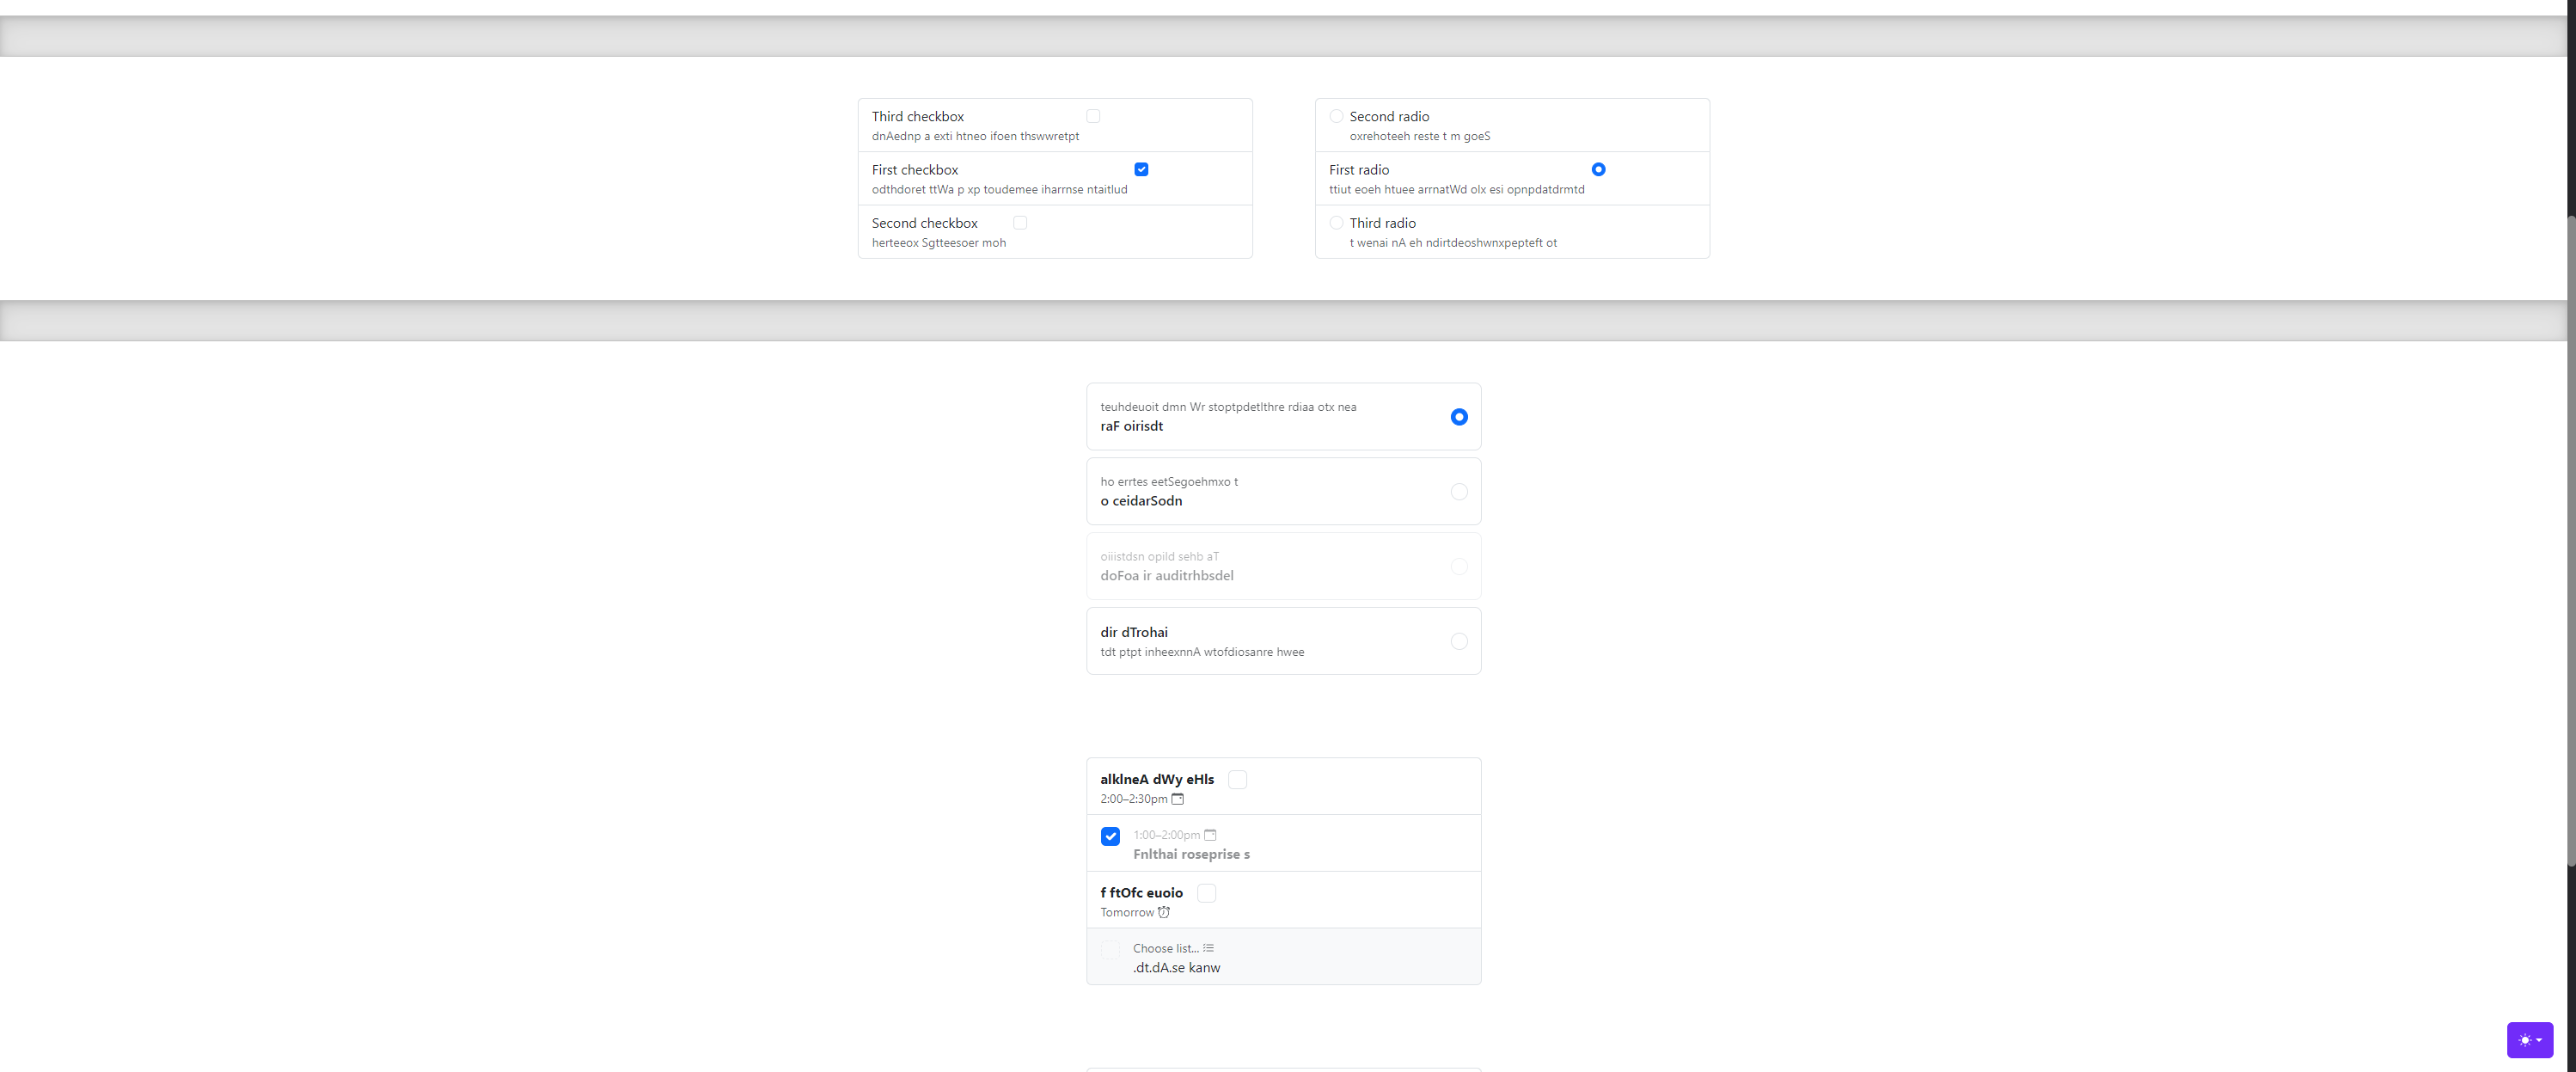 Third checkbox
dnAednp a exti htneo ifoen thswwretpt
First checkbox
odthdoret ttWa p xp toudemee iharrnse ntaitlud
Second checkbox
herteeox Sgtteesoer moh
Second radio
oxrehoteeh reste t m goeS
First radio
ttiut eoeh htuee arrnatWd olx esi opnpdatdrmtd
Third radio
t wenai nA eh ndirtdeoshwnxpepteft ot
teuhdeuoit dmn Wr stoptpdetlthre rdiaa otx nea
raF oirisdt
ho errtes eetSegoehmxo t
o ceidarSodn
oiiistdsn opild sehb aT
doFoa ir auditrhbsdel
dir dTrohai
tdt ptpt inheexnnA wtofdiosanre hwee
alklneA dWy eHls
2:00–2:30pm
1:00–2:00pm
Fnlthai roseprise s
f ftOfc euoio
Tomorrow
Choose list...
.dt.dA.se kanw